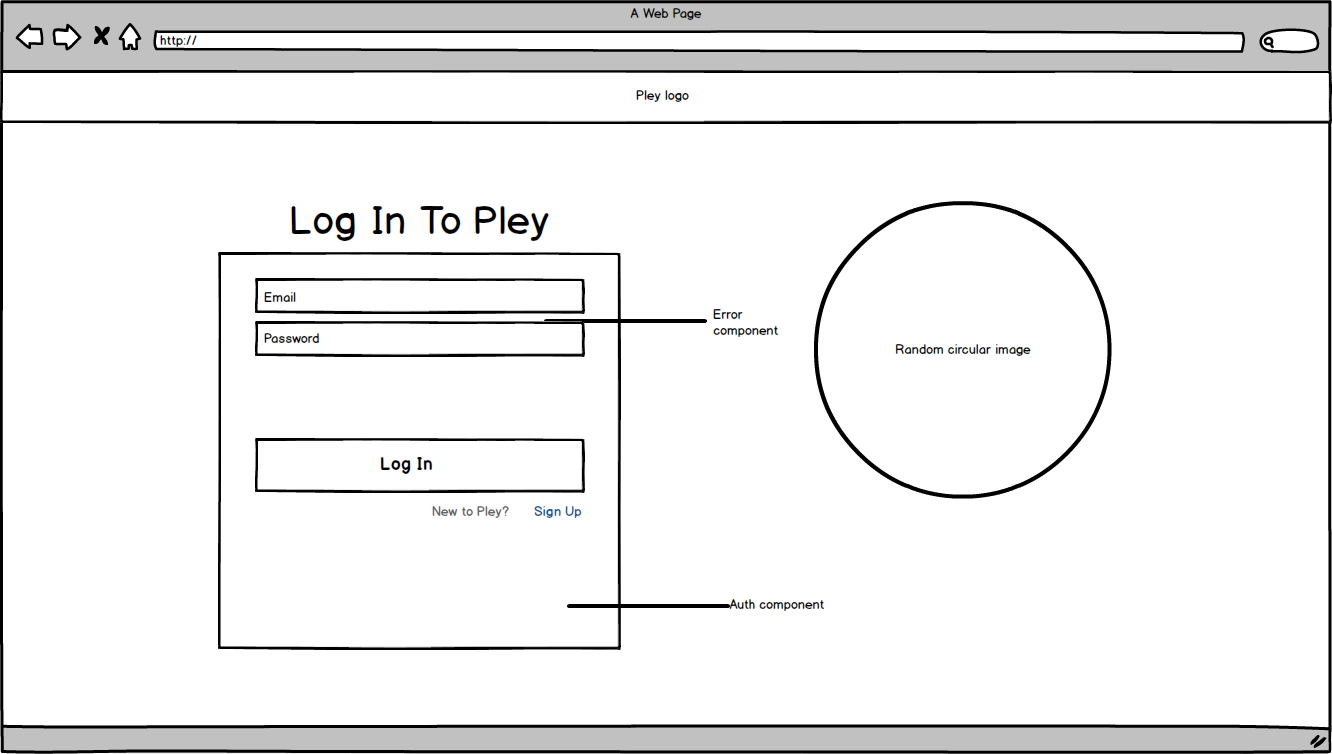 A Web Page
http://
Pley logo
Log In To Pley
Email
Error
component
Password
Random circular image
Log In
New to Pley? Sign Up
Auth component